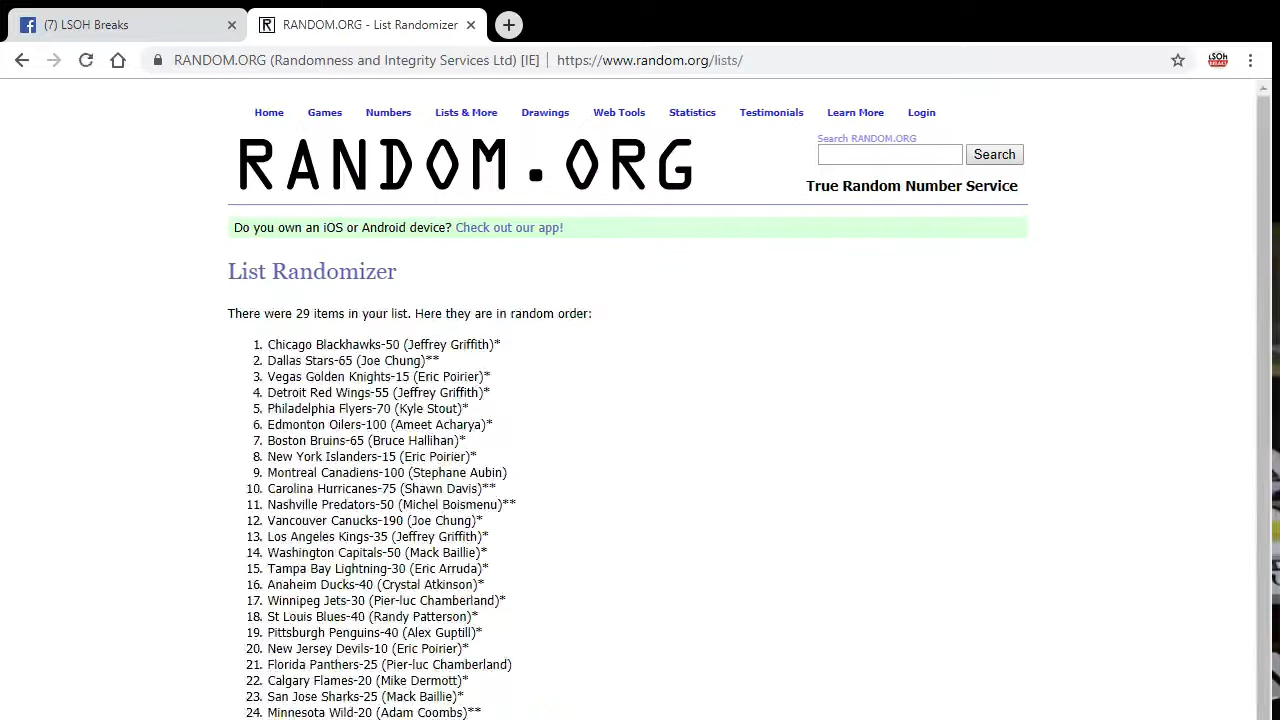 (7) LSOH Breaks
RANDOM.ORG - List Randomizer
RANDOM.ORG (Randomness and Integrity Services Ltd) [IE] | https://www.random.org/lists/
LSOH BREAKS
Home Games Numbers Lists & More Drawings Web Tools Statistics Testimonials Learn More Login
RANDOM.ORG
Search RANDOM.ORG
Search
True Random Number Service
Do you own an iOS or Android device? Check out our app!
List Randomizer
There were 29 items in your list. Here they are in random order:
1. Chicago Blackhawks-50 (Jeffrey Griffith)*
2. Dallas Stars-65 (Joe Chung)**
3. Vegas Golden Knights-15 (Eric Poirier)*
4. Detroit Red Wings-55 (Jeffrey Griffith)*
5. Philadelphia Flyers-70 (Kyle Stout)*
6. Edmonton Oilers-100 (Ameet Acharya)*
7. Boston Bruins-65 (Bruce Hallihan)*
8. New York Islanders-15 (Eric Poirier)*
9. Montreal Canadiens-100 (Stephane Aubin)
10. Carolina Hurricanes-75 (Shawn Davis)**
11. Nashville Predators-50 (Michel Boismenu)**
12. Vancouver Canucks-190 (Joe Chung)*
13. Los Angeles Kings-35 (Jeffrey Griffith)*
14. Washington Capitals-50 (Mack Baillie)*
15. Tampa Bay Lightning-30 (Eric Arruda)*
16. Anaheim Ducks-40 (Crystal Atkinson)*
17. Winnipeg Jets-30 (Pier-luc Chamberland)*
18. St Louis Blues-40 (Randy Patterson)*
19. Pittsburgh Penguins-40 (Alex Guptill)*
20. New Jersey Devils-10 (Eric Poirier)*
21. Florida Panthers-25 (Pier-luc Chamberland)
22. Calgary Flames-20 (Mike Dermott)*
23. San Jose Sharks-25 (Mack Baillie)*
24. Minnesota Wild-20 (Adam Coombs)**